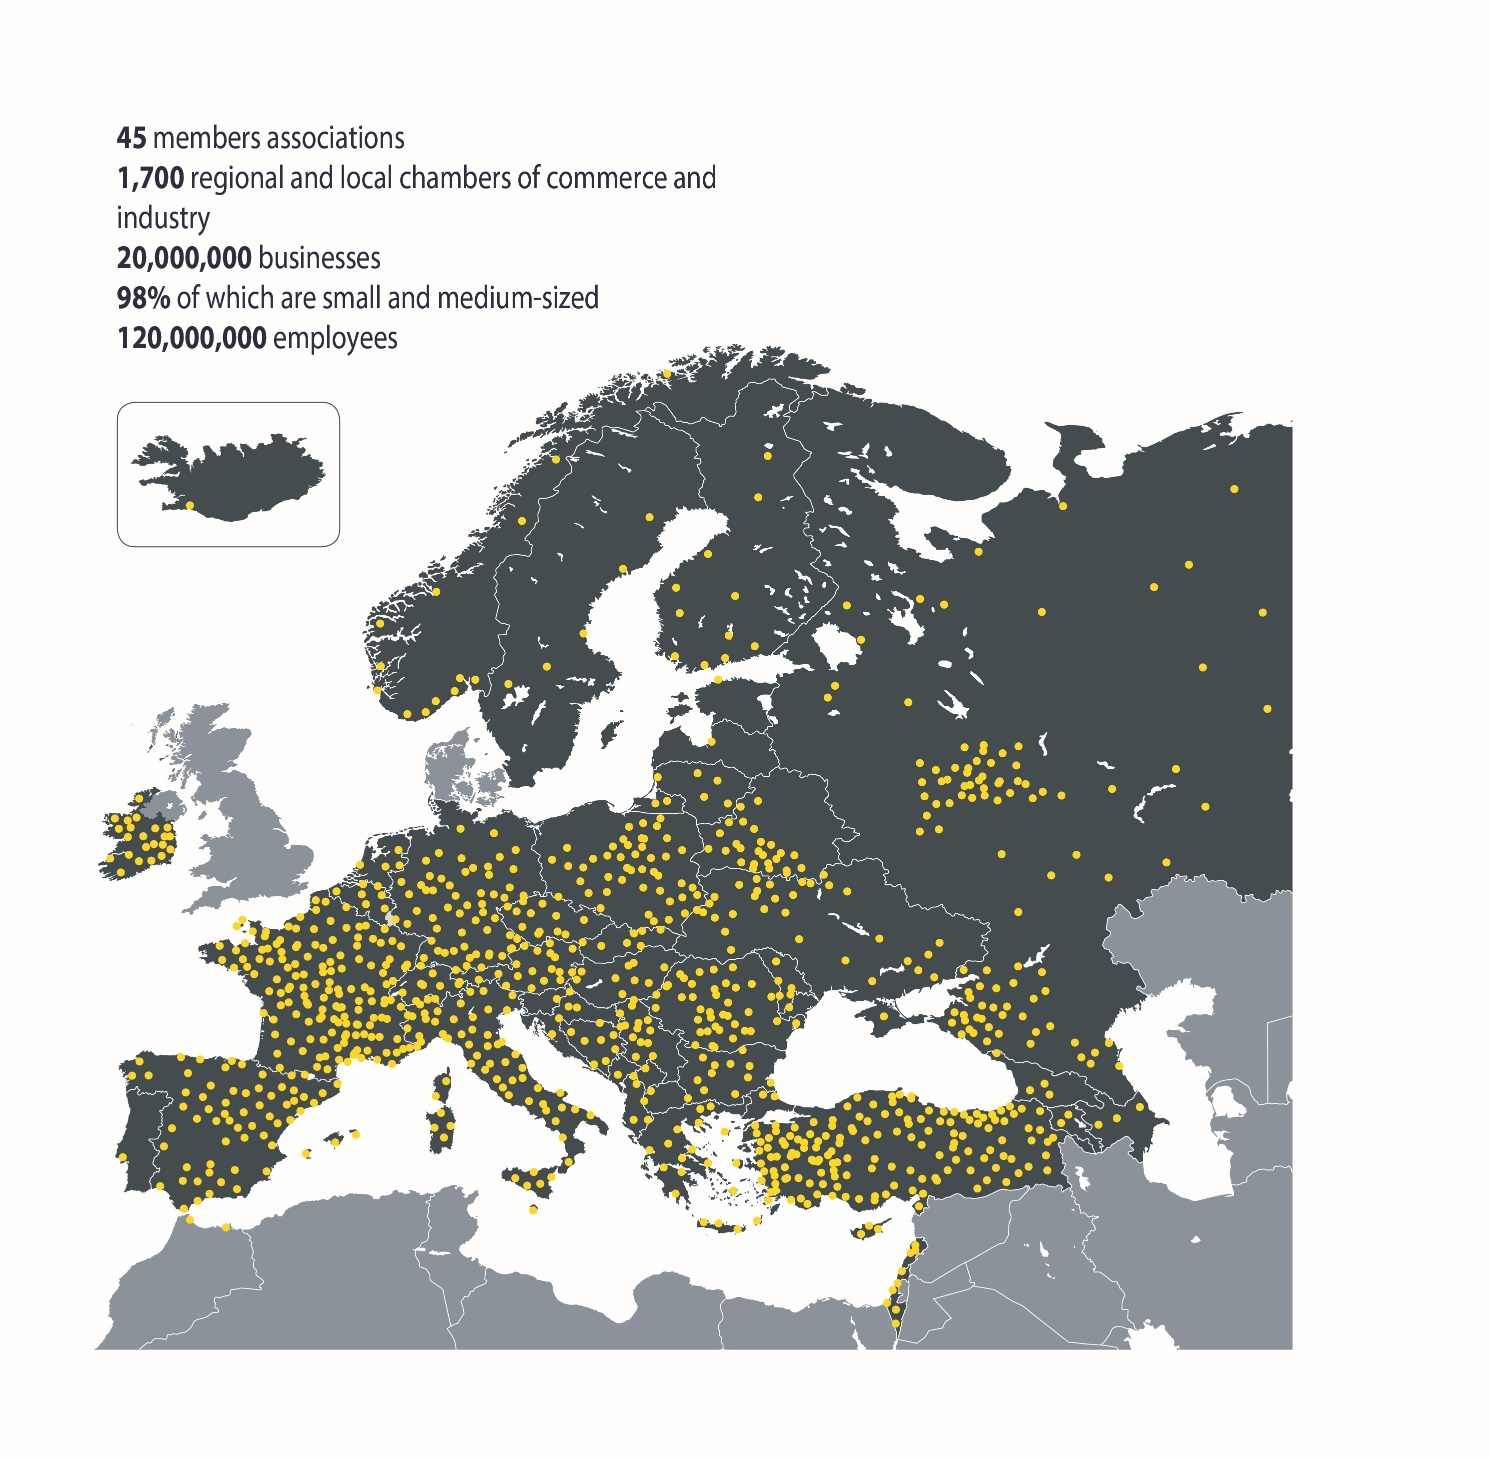 45 members associations
1,700 regional and local chambers of commerce and
industry
20,000,000 businesses
98% of which are small and medium-sized
120,000,000 employees